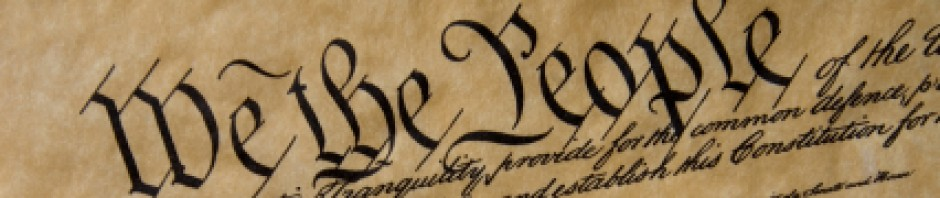 We the People of the
Tranquility, provide for the common defence,
and establish this Constitution for